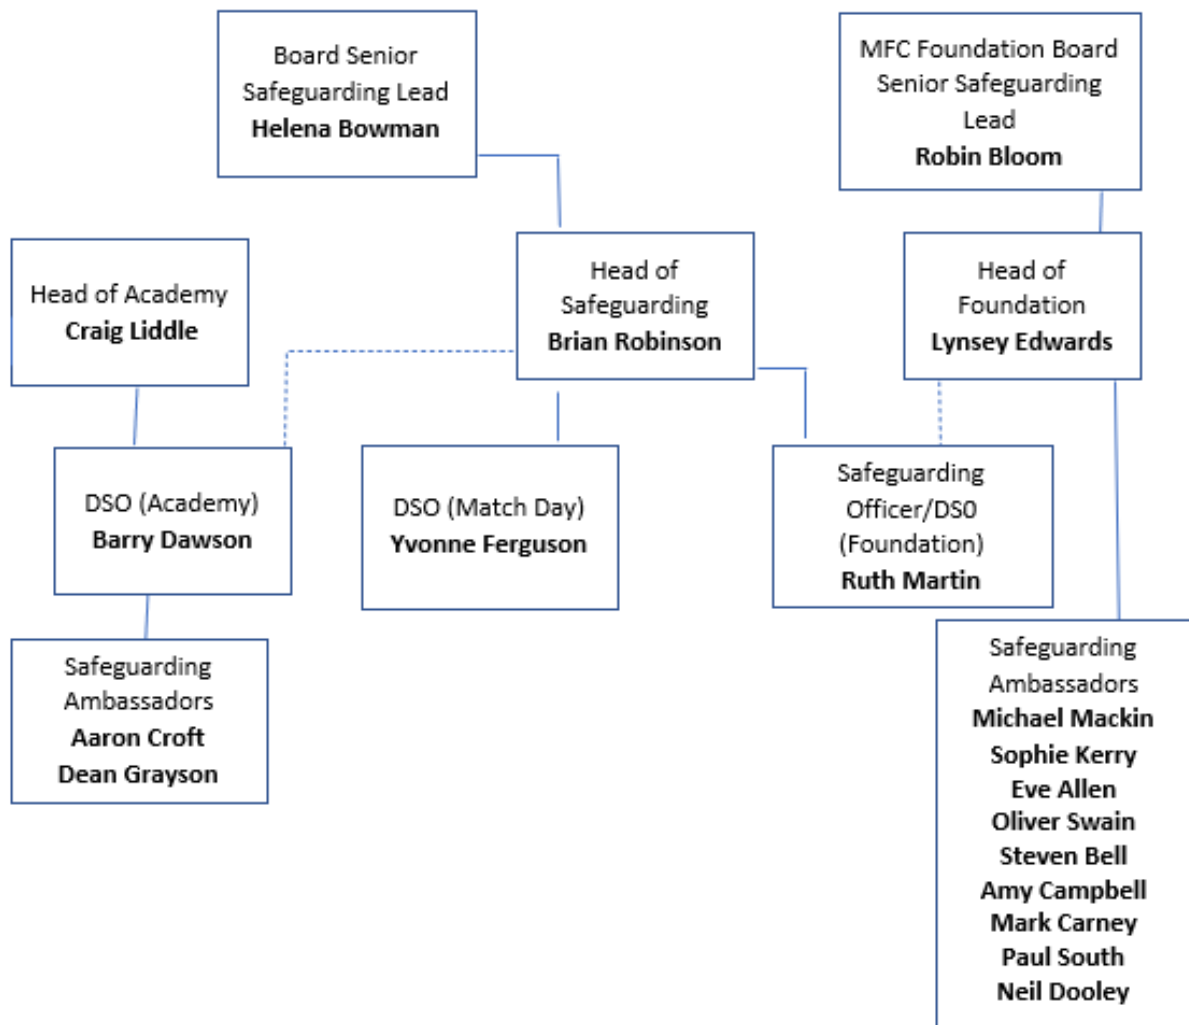 Board Senior
Safeguarding Lead
Helena Bowman
MFC Foundation Board
Senior Safeguarding
Lead
Robin Bloom
Head of Academy
Craig Liddle
Head of
Safeguarding
Brian Robinson
Head of
Foundation
Lynsey Edwards
DSO (Academy)
Barry Dawson
DSO (Match Day)
Yvonne Ferguson
Safeguarding
Officer/DS0
(Foundation)
Ruth Martin
Safeguarding
Ambassadors
Aaron Croft
Dean Grayson
Safeguarding
Ambassadors
Michael Mackin
Sophie Kerry
Eve Allen
Oliver Swain
Steven Bell
Amy Campbell
Mark Carney
Paul South
Neil Dooley